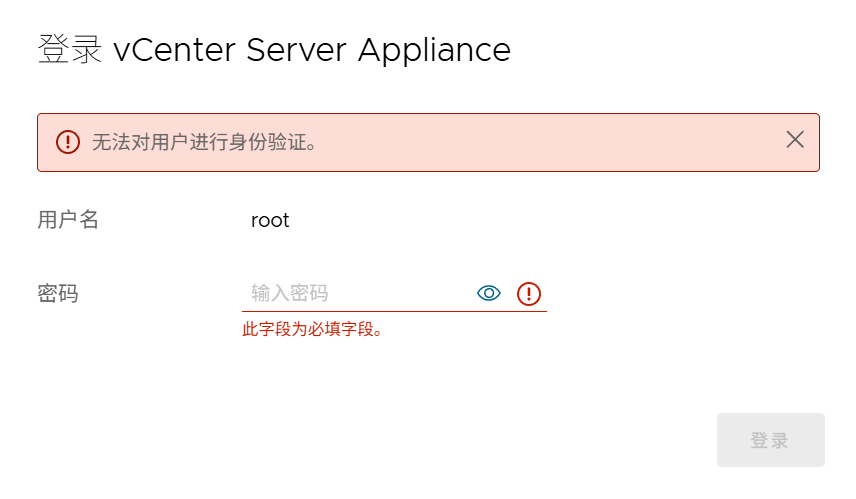 登录 vCenter Server Appliance
无法对用户进行身份验证。
用户名 root
密码 输入密码
此字段为必填字段。
登录